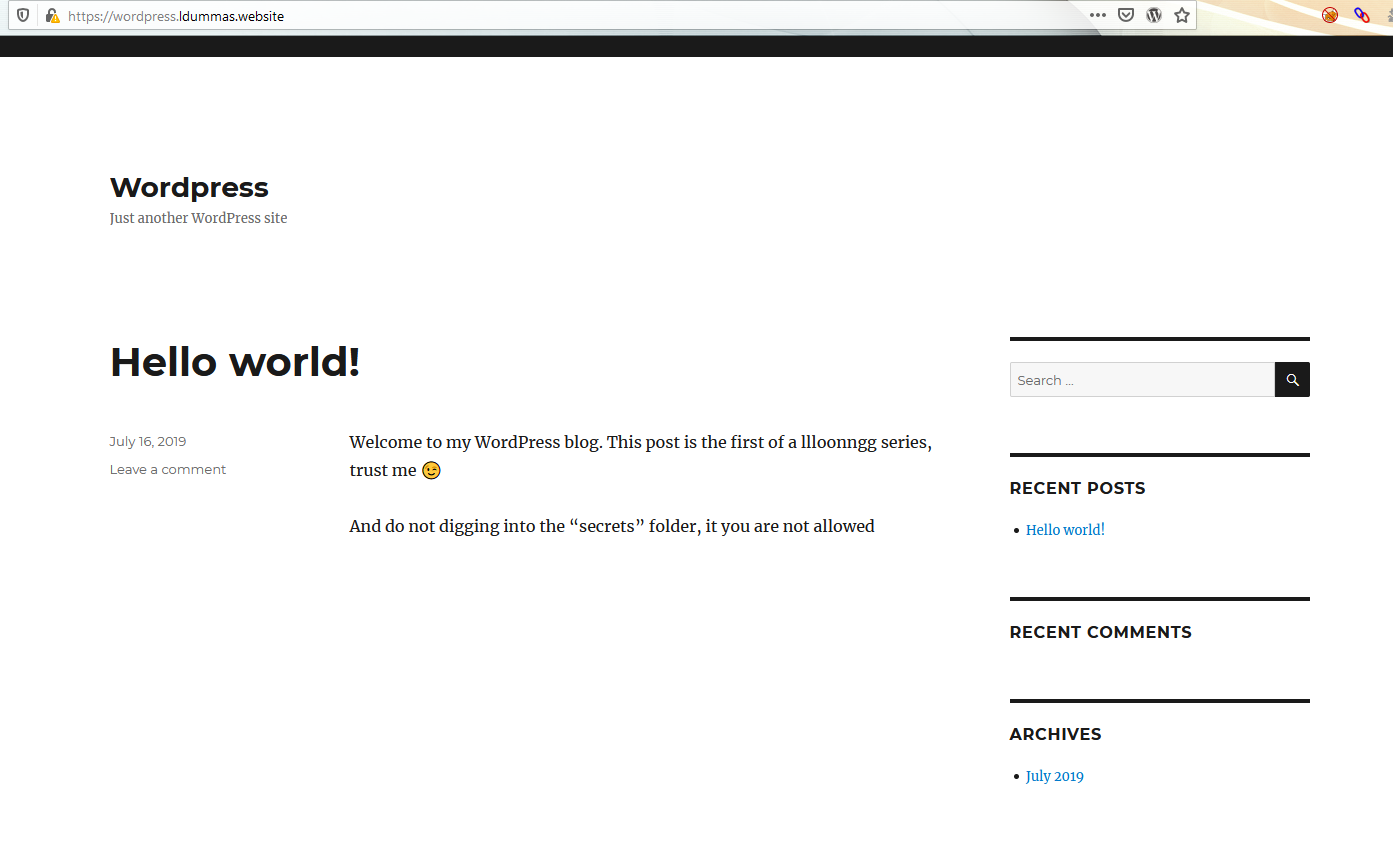 https://wordpress.ldummas.website
Wordpress
Just another WordPress site
Hello world!
July 16, 2019
Leave a comment
Welcome to my WordPress blog. This post is the first of a llloonngg series,
trust me 😉
And do not digging into the “secrets” folder, it you are not allowed
Search ...
RECENT POSTS
Hello world!
RECENT COMMENTS
ARCHIVES
July 2019